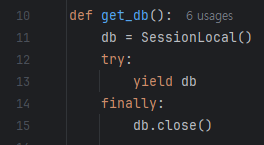 10 def get_db(): 6 usages
11     db = SessionLocal()
12     try:
13         yield db
14     finally:
15         db.close()